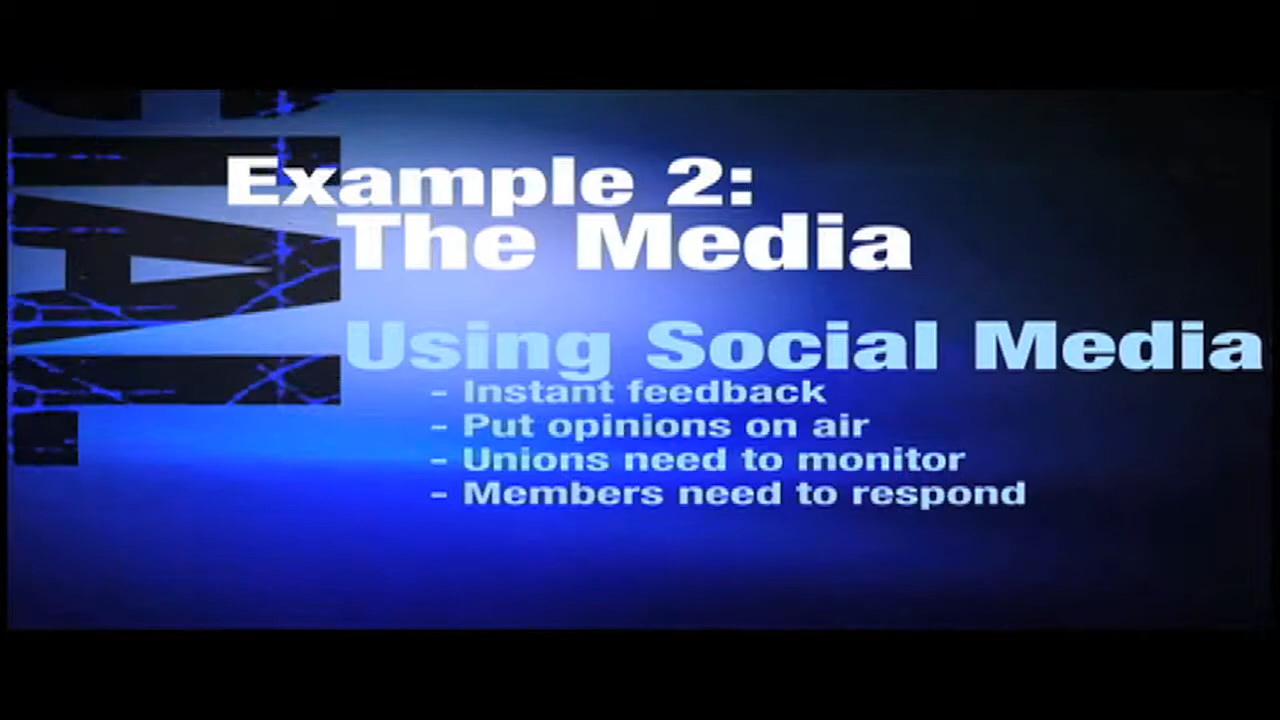 Example 2:
The Media
Using Social Media
- Instant feedback
- Put opinions on air
- Unions need to monitor
- Members need to respond